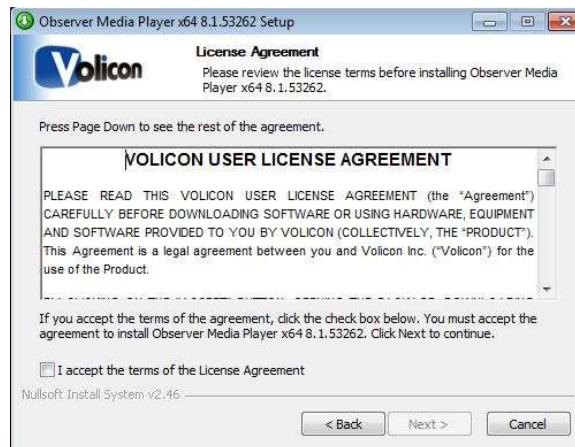 Observer Media Player x64 8.1.53262 Setup
Volicon
License Agreement
Please review the license terms before installing Observer Media
Player x64 8.1.53262.
Press Page Down to see the rest of the agreement.
VOLICON USER LICENSE AGREEMENT
PLEASE READ THIS VOLICON USER LICENSE AGREEMENT (the “Agreement”)
CAREFULLY BEFORE DOWNLOADING SOFTWARE OR USING HARDWARE, EQUIPMENT
AND SOFTWARE PROVIDED TO YOU BY VOLICON (COLLECTIVELY, THE “PRODUCT”).
This Agreement is a legal agreement between you and Volicon Inc. (“Volicon”) for the
use of the Product.
If you accept the terms of the agreement, click the check box below. You must accept the
agreement to install Observer Media Player x64 8.1.53262. Click Next to continue.
I accept the terms of the License Agreement
Nullsoft Install System v2.46
< Back
Next >
Cancel